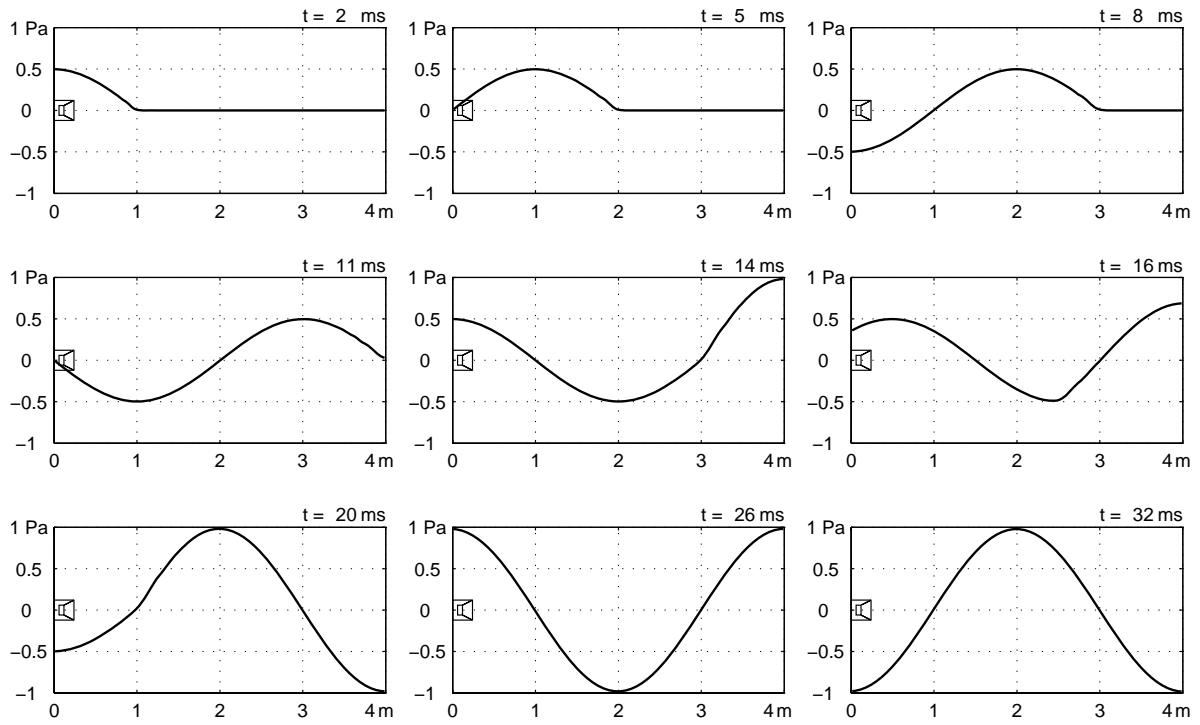 t = 2 ms
1 Pa
0.5
0
−0.5
−1
0 1 2 3 4 m
t = 5 ms
1 Pa
0.5
0
−0.5
−1
0 1 2 3 4 m
t = 8 ms
1 Pa
0.5
0
−0.5
−1
0 1 2 3 4 m
t = 11 ms
1 Pa
0.5
0
−0.5
−1
0 1 2 3 4 m
t = 14 ms
1 Pa
0.5
0
−0.5
−1
0 1 2 3 4 m
t = 16 ms
1 Pa
0.5
0
−0.5
−1
0 1 2 3 4 m
t = 20 ms
1 Pa
0.5
0
−0.5
−1
0 1 2 3 4 m
t = 26 ms
1 Pa
0.5
0
−0.5
−1
0 1 2 3 4 m
t = 32 ms
1 Pa
0.5
0
−0.5
−1
0 1 2 3 4 m